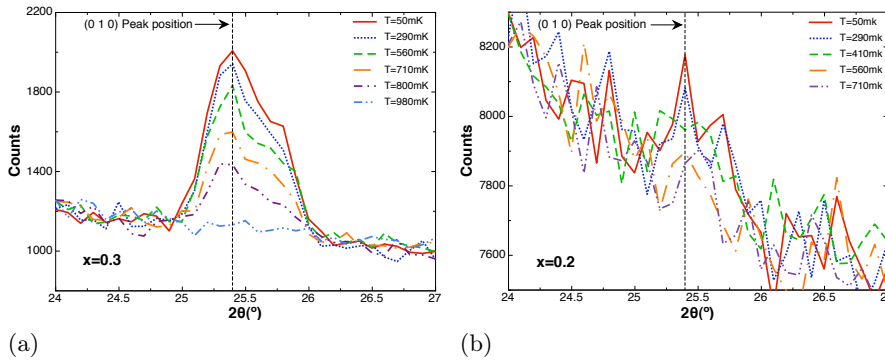 (0 1 0) Peak position
2200
2000
1800
1400
1000
Counts
T=50mK
T=290mK
T=560mK
T=710mK
T=800mK
T=980mK
x=0.3
24
24.5
25
25.5
26
26.5
27
2θ(º)
(a)
(0 1 0) Peak position
8200
8000
7800
7600
Counts
T=50mk
T=290mk
T=410mk
T=560mk
T=710mk
x=0.2
24
24.5
25
25.5
26
26.5
2θ(º)
(b)